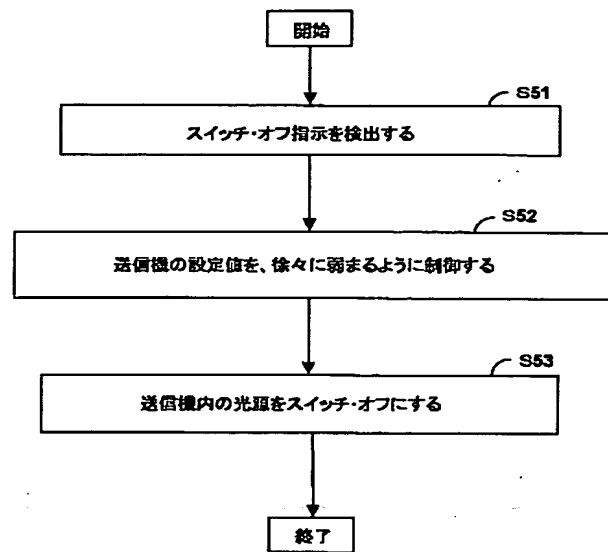 開始
S51
スイッチ・オフ指示を検出する
S52
送信機の設定値を、徐々に弱まるように制御する
S53
送信機内の光源をスイッチ・オフにする
終了